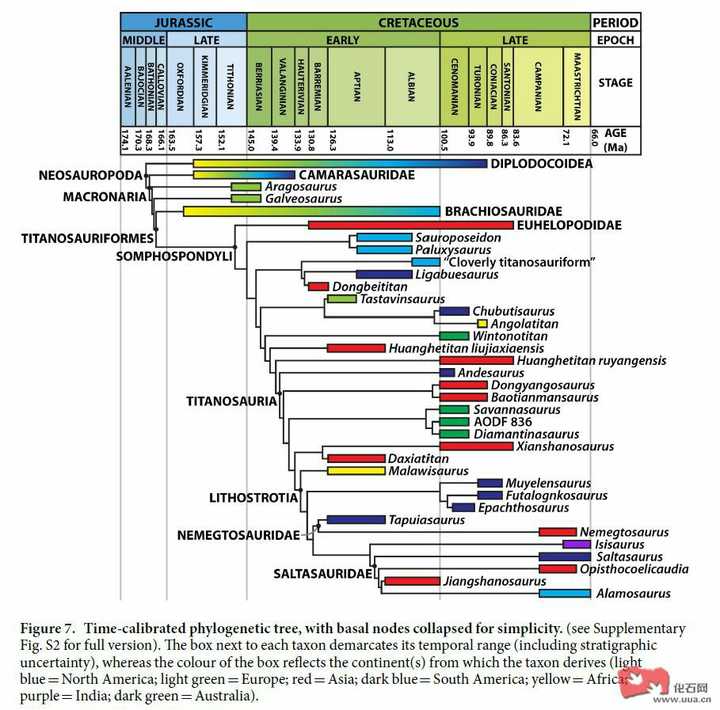 JURASSIC CRETACEOUS PERIOD
MIDDLE LATE EARLY LATE EPOCH
AALENIAN BAJOCIAN BATHONIAN CALLOVIAN OXFORDIAN KIMMERIDGIAN TITHONIAN BERRIASIAN VALANGINIAN HAUTERIVIAN BARREMIAN APTIAN ALBIAN CENOMANIAN TURONIAN CONIACIAN SANTONIAN CAMPANIAN MAASTRICHTIAN STAGE
174.1 170.3 168.3 166.1 163.5 157.3 152.1 145.0 139.4 133.9 130.8 126.3 113.0 100.5 93.9 89.8 86.3 83.6 72.1 66.0 AGE (Ma)
DIPLODOCOIDEA
NEOSAUROPODA CAMARASAURIDAE
Aragosaurus
MACRONARIA Galveosaurus
BRACHIOSAURIDAE
EUHELOPODIDAE
TITANOSAURIFORMES Sauroposeidon
Paluxysaurus
SOMPHOSPONDYLI "Cloverly titanosauriform"
Ligabuesaurus
Dongbeititan
Tastavinsaurus
Chubutisaurus
Angolatitan
Wintonotitan
Huanghetitan liujiaxiaensis
Huanghetitan ruyangensis
Andesaurus
Dongyangosaurus
TITANOSAURIA Baotianmansaurus
Savannasaurus
AODF 836
Diamantinasaurus
Xianshanosaurus
Daxiatitan
Malawisaurus
Muyelensaurus
LITHOSTROTIA Futalognkosaurus
Epachthosaurus
Tapuiasaurus
NEMEGTOSAURIDAE Nemegtosaurus
Isisaurus
Saltasaurus
SALTASAURIDAE Opisthocoelicaudia
Jiangshanosaurus
Alamosaurus
Figure 7. Time-calibrated phylogenetic tree, with basal nodes collapsed for simplicity. (see Supplementary
Fig. S2 for full version). The box next to each taxon demarcates its temporal range (including stratigraphic
uncertainty), whereas the colour of the box reflects the continent(s) from which the taxon derives (light
blue = North America; light green = Europe; red = Asia; dark blue = South America; yellow = Africa;
purple = India; dark green = Australia).
化石网
www.uua.cn